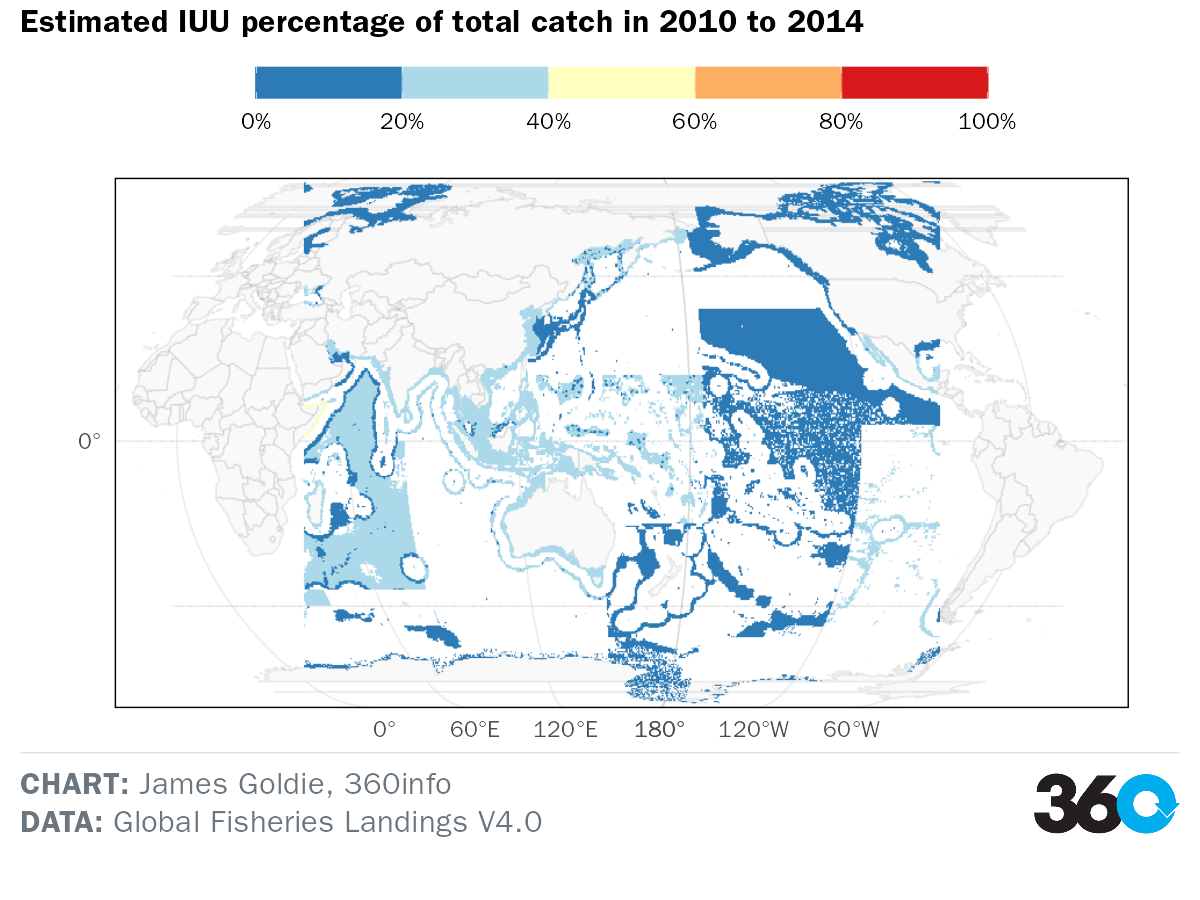 Estimated IUU percentage of total catch in 2010 to 2014
0% 20% 40% 60% 80% 100%
0°
0° 60°E 120°E 180° 120°W 60°W
CHART: James Goldie, 360info
DATA: Global Fisheries Landings V4.0
360